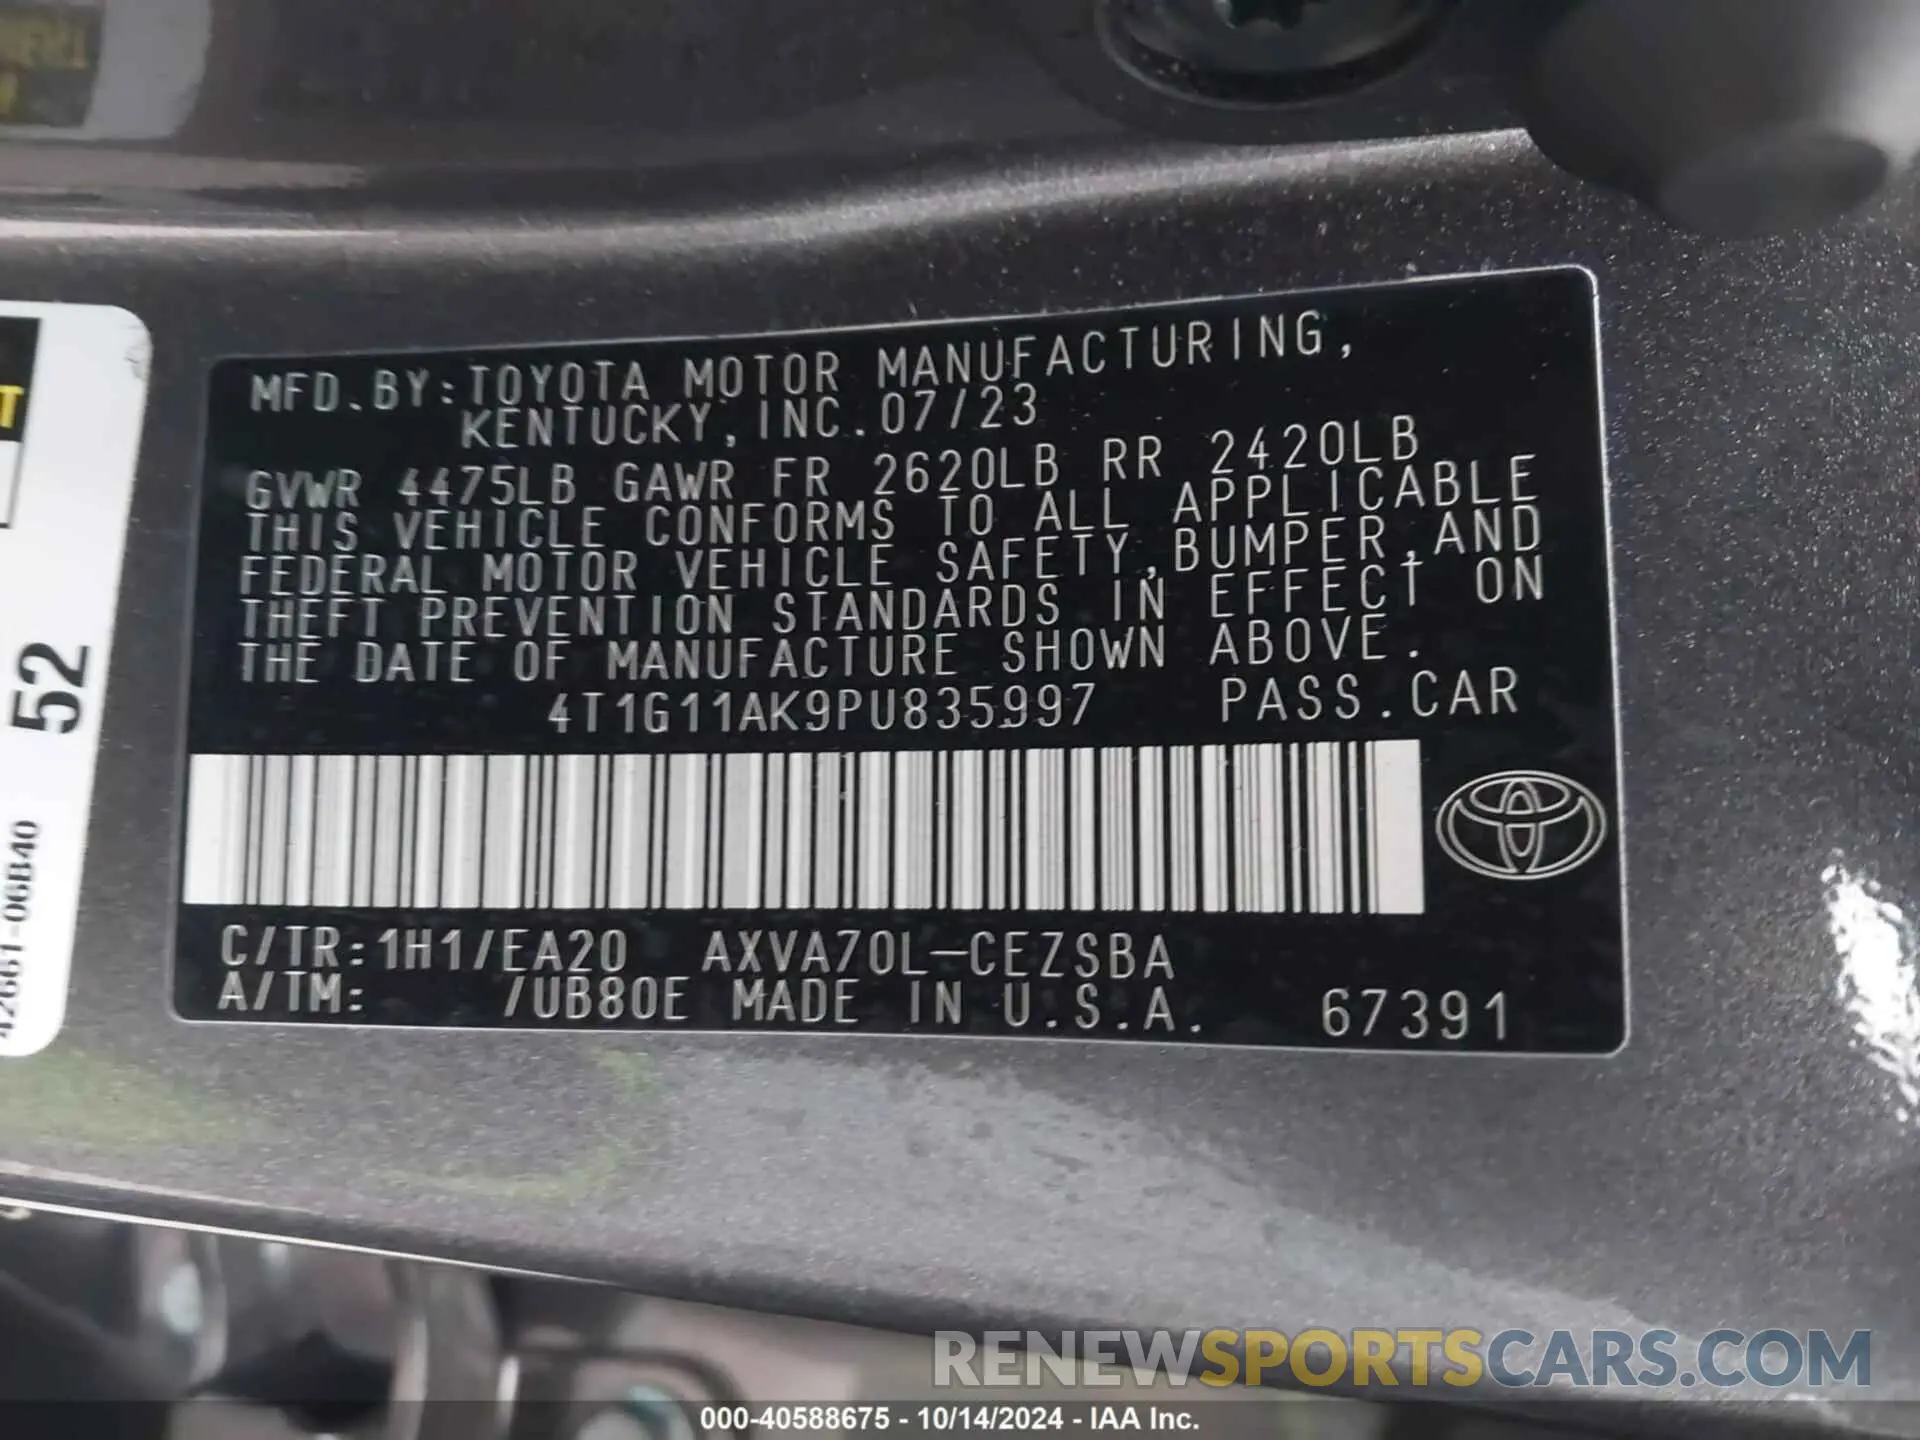 MFD.BY:TOYOTA MOTOR MANUFACTURING,
KENTUCKY, INC. 07/23
GVWR 4475LB GAWR FR 2620LB RR 2420LB
THIS VEHICLE CONFORMS TO ALL APPLICABLE
FEDERAL MOTOR VEHICLE SAFETY, BUMPER, AND
THEFT PREVENTION STANDARDS IN EFFECT ON
THE DATE OF MANUFACTURE SHOWN ABOVE.
4T1G11AK9PU835997 PASS.CAR
C/TR:1H1/EA20 AXVA70L-CEZSBA
A/TM: /UB80E MADE IN U.S.A. 67391
T
52
42661-06B40
RENEWSPORTSCARS.COM
000-40588675 - 10/14/2024 - IAA Inc.